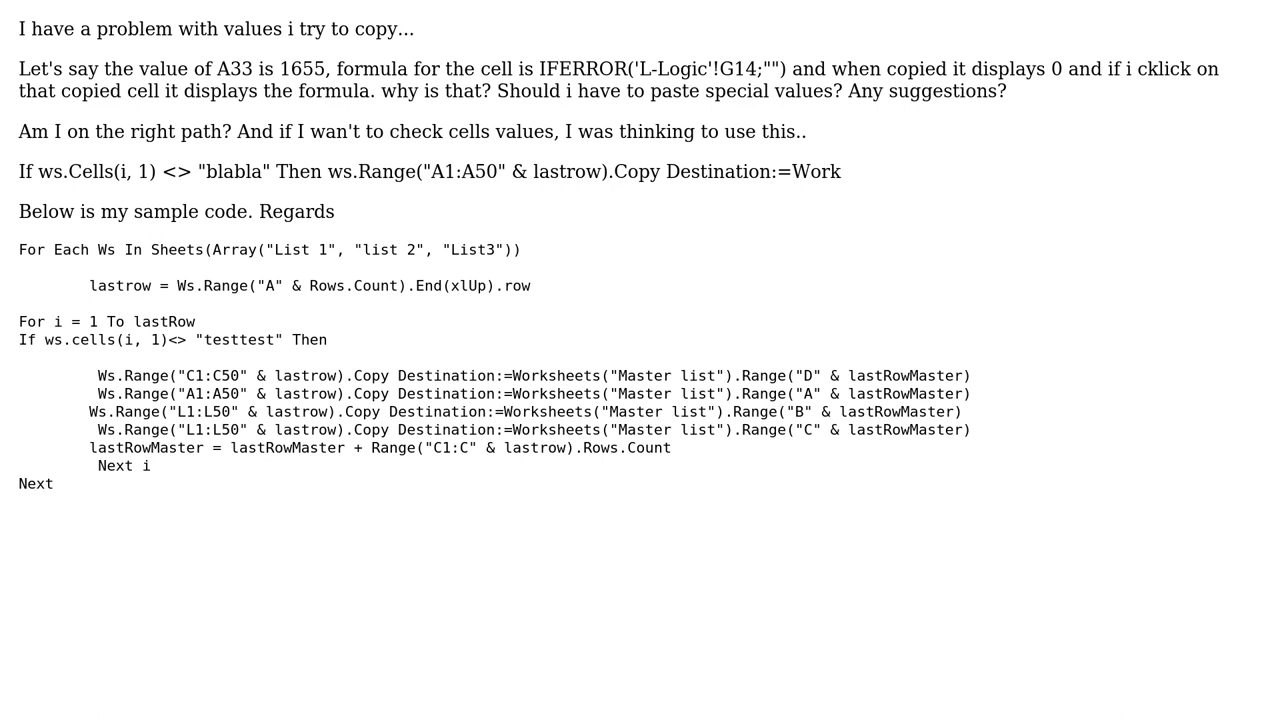 I have a problem with values i try to copy...
Let's say the value of A33 is 1655, formula for the cell is IFERROR('L-Logic'!G14;"") and when copied it displays 0 and if i cklick on
that copied cell it displays the formula. why is that? Should i have to paste special values? Any suggestions?
Am I on the right path? And if I wan't to check cells values, I was thinking to use this..
If ws.Cells(i, 1) <> "blabla" Then ws.Range("A1:A50" & lastrow).Copy Destination:=Work
Below is my sample code. Regards
For Each Ws In Sheets(Array("List 1", "list 2", "List3"))
lastrow = Ws.Range("A" & Rows.Count).End(xlUp).row
For i = 1 To lastRow
If ws.cells(i, 1)<> "testtest" Then
Ws.Range("C1:C50" & lastrow).Copy Destination:=Worksheets("Master list").Range("D" & lastRowMaster)
Ws.Range("A1:A50" & lastrow).Copy Destination:=Worksheets("Master list").Range("A" & lastRowMaster)
Ws.Range("L1:L50" & lastrow).Copy Destination:=Worksheets("Master list").Range("B" & lastRowMaster)
Ws.Range("L1:L50" & lastrow).Copy Destination:=Worksheets("Master list").Range("C" & lastRowMaster)
lastRowMaster = lastRowMaster + Range("C1:C" & lastrow).Rows.Count
Next i
Next